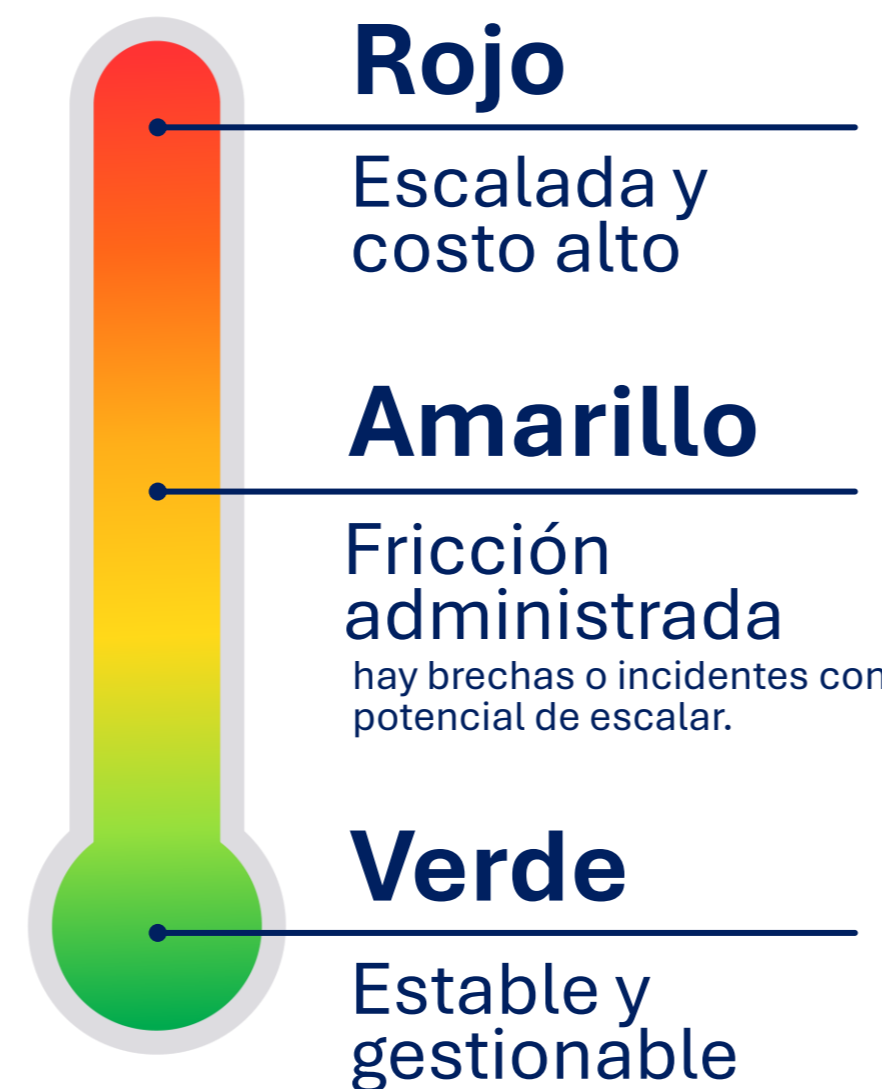 Rojo
Escalada y
costo alto
Amarillo
Fricción
administrada
hay brechas o incidentes con
potencial de escalar.
Verde
Estable y
gestionable